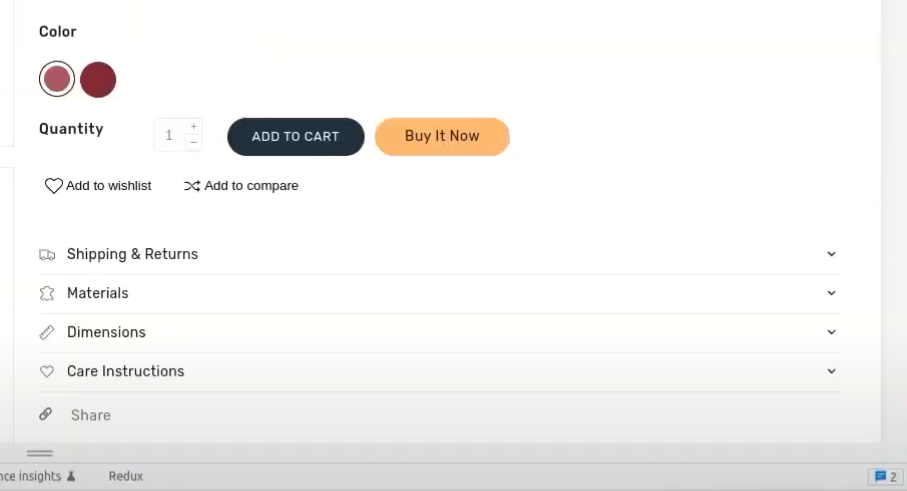 Color
Quantity 1 + − ADD TO CART Buy It Now
Add to wishlist Add to compare
Shipping & Returns
Materials
Dimensions
Care Instructions
Share
nce insights Redux 2